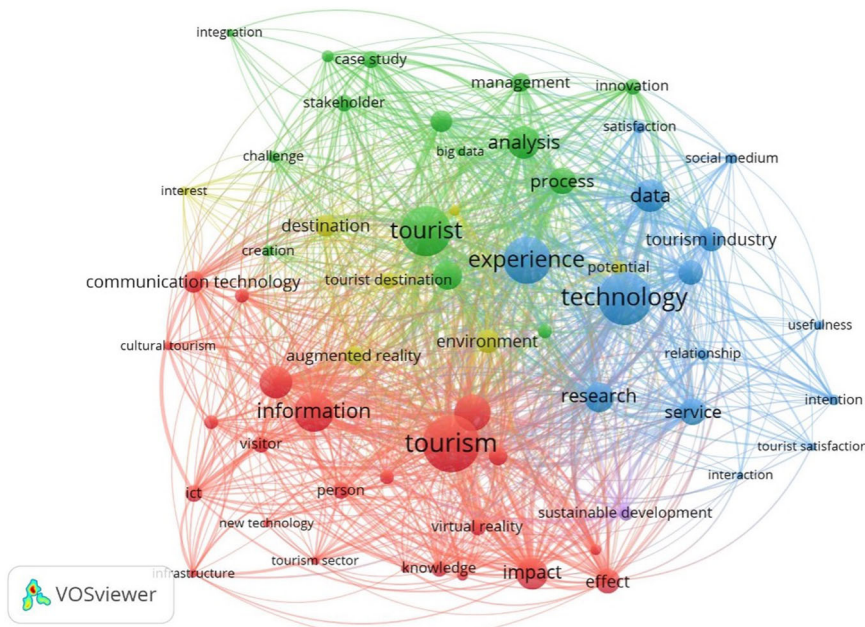 integration
case study
management
innovation
stakeholder
satisfaction
analysis
big data
social medium
challenge
process
interest
data
destination
tourist
tourism industry
creation
experience
potential
communication technology
tourist destination
technology
usefulness
cultural tourism
augmented reality
environment
relationship
research
intention
information
service
tourism
visitor
tourist satisfaction
interaction
ict
person
sustainable development
new technology
virtual reality
tourism sector
infrastructure
knowledge
impact
effect
VOSviewer